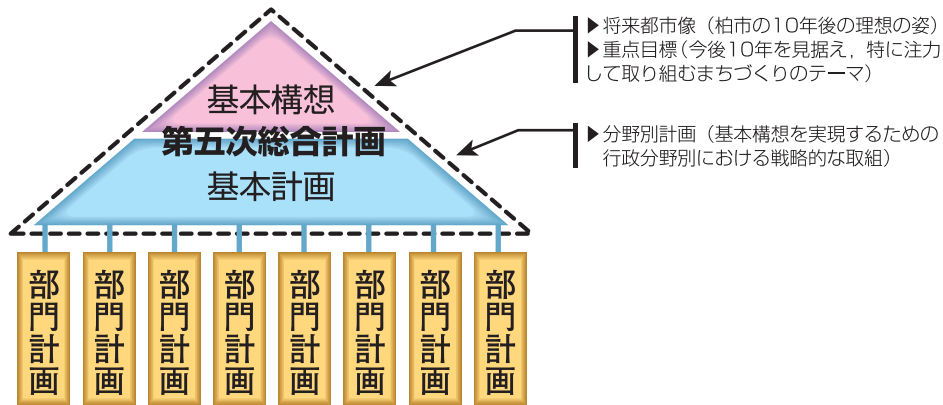 ▶将来都市像（柏市の10年後の理想の姿）
▶重点目標（今後10年を見据え，特に注力
して取り組むまちづくりのテーマ）
基本構想
第五次総合計画
▶分野別計画（基本構想を実現するための
行政分野別における戦略的な取組）
基本計画
部門計画
部門計画
部門計画
部門計画
部門計画
部門計画
部門計画
部門計画